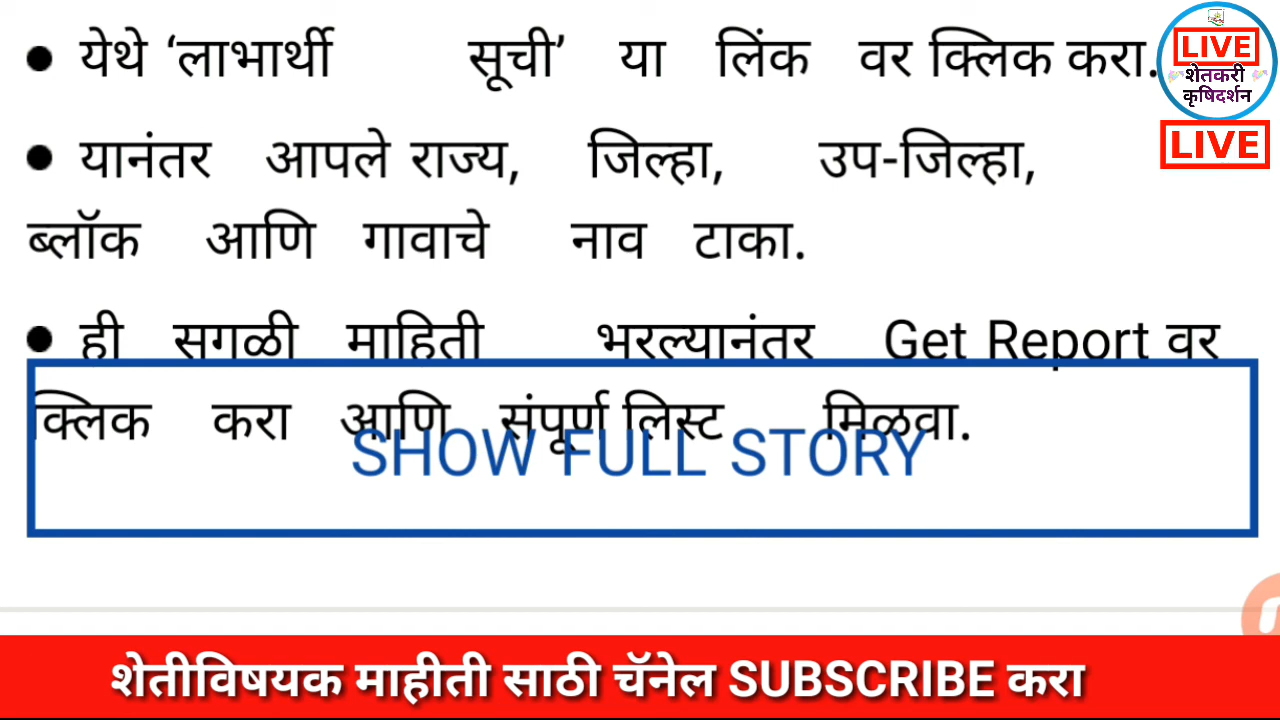 ● येथे ‘लाभार्थी सूची’ या लिंक वर क्लिक करा.
LIVE
शेतकरी
कृषिदर्शन
LIVE
● यानंतर आपले राज्य, जिल्हा, उप-जिल्हा,
ब्लॉक आणि गावाचे नाव टाका.
● ही सगळी माहिती भरल्यानंतर Get Report वर
क्लिक करा आणि संपूर्ण लिस्ट मिळवा.
SHOW FULL STORY
शेतीविषयक माहीती साठी चॅनेल SUBSCRIBE करा